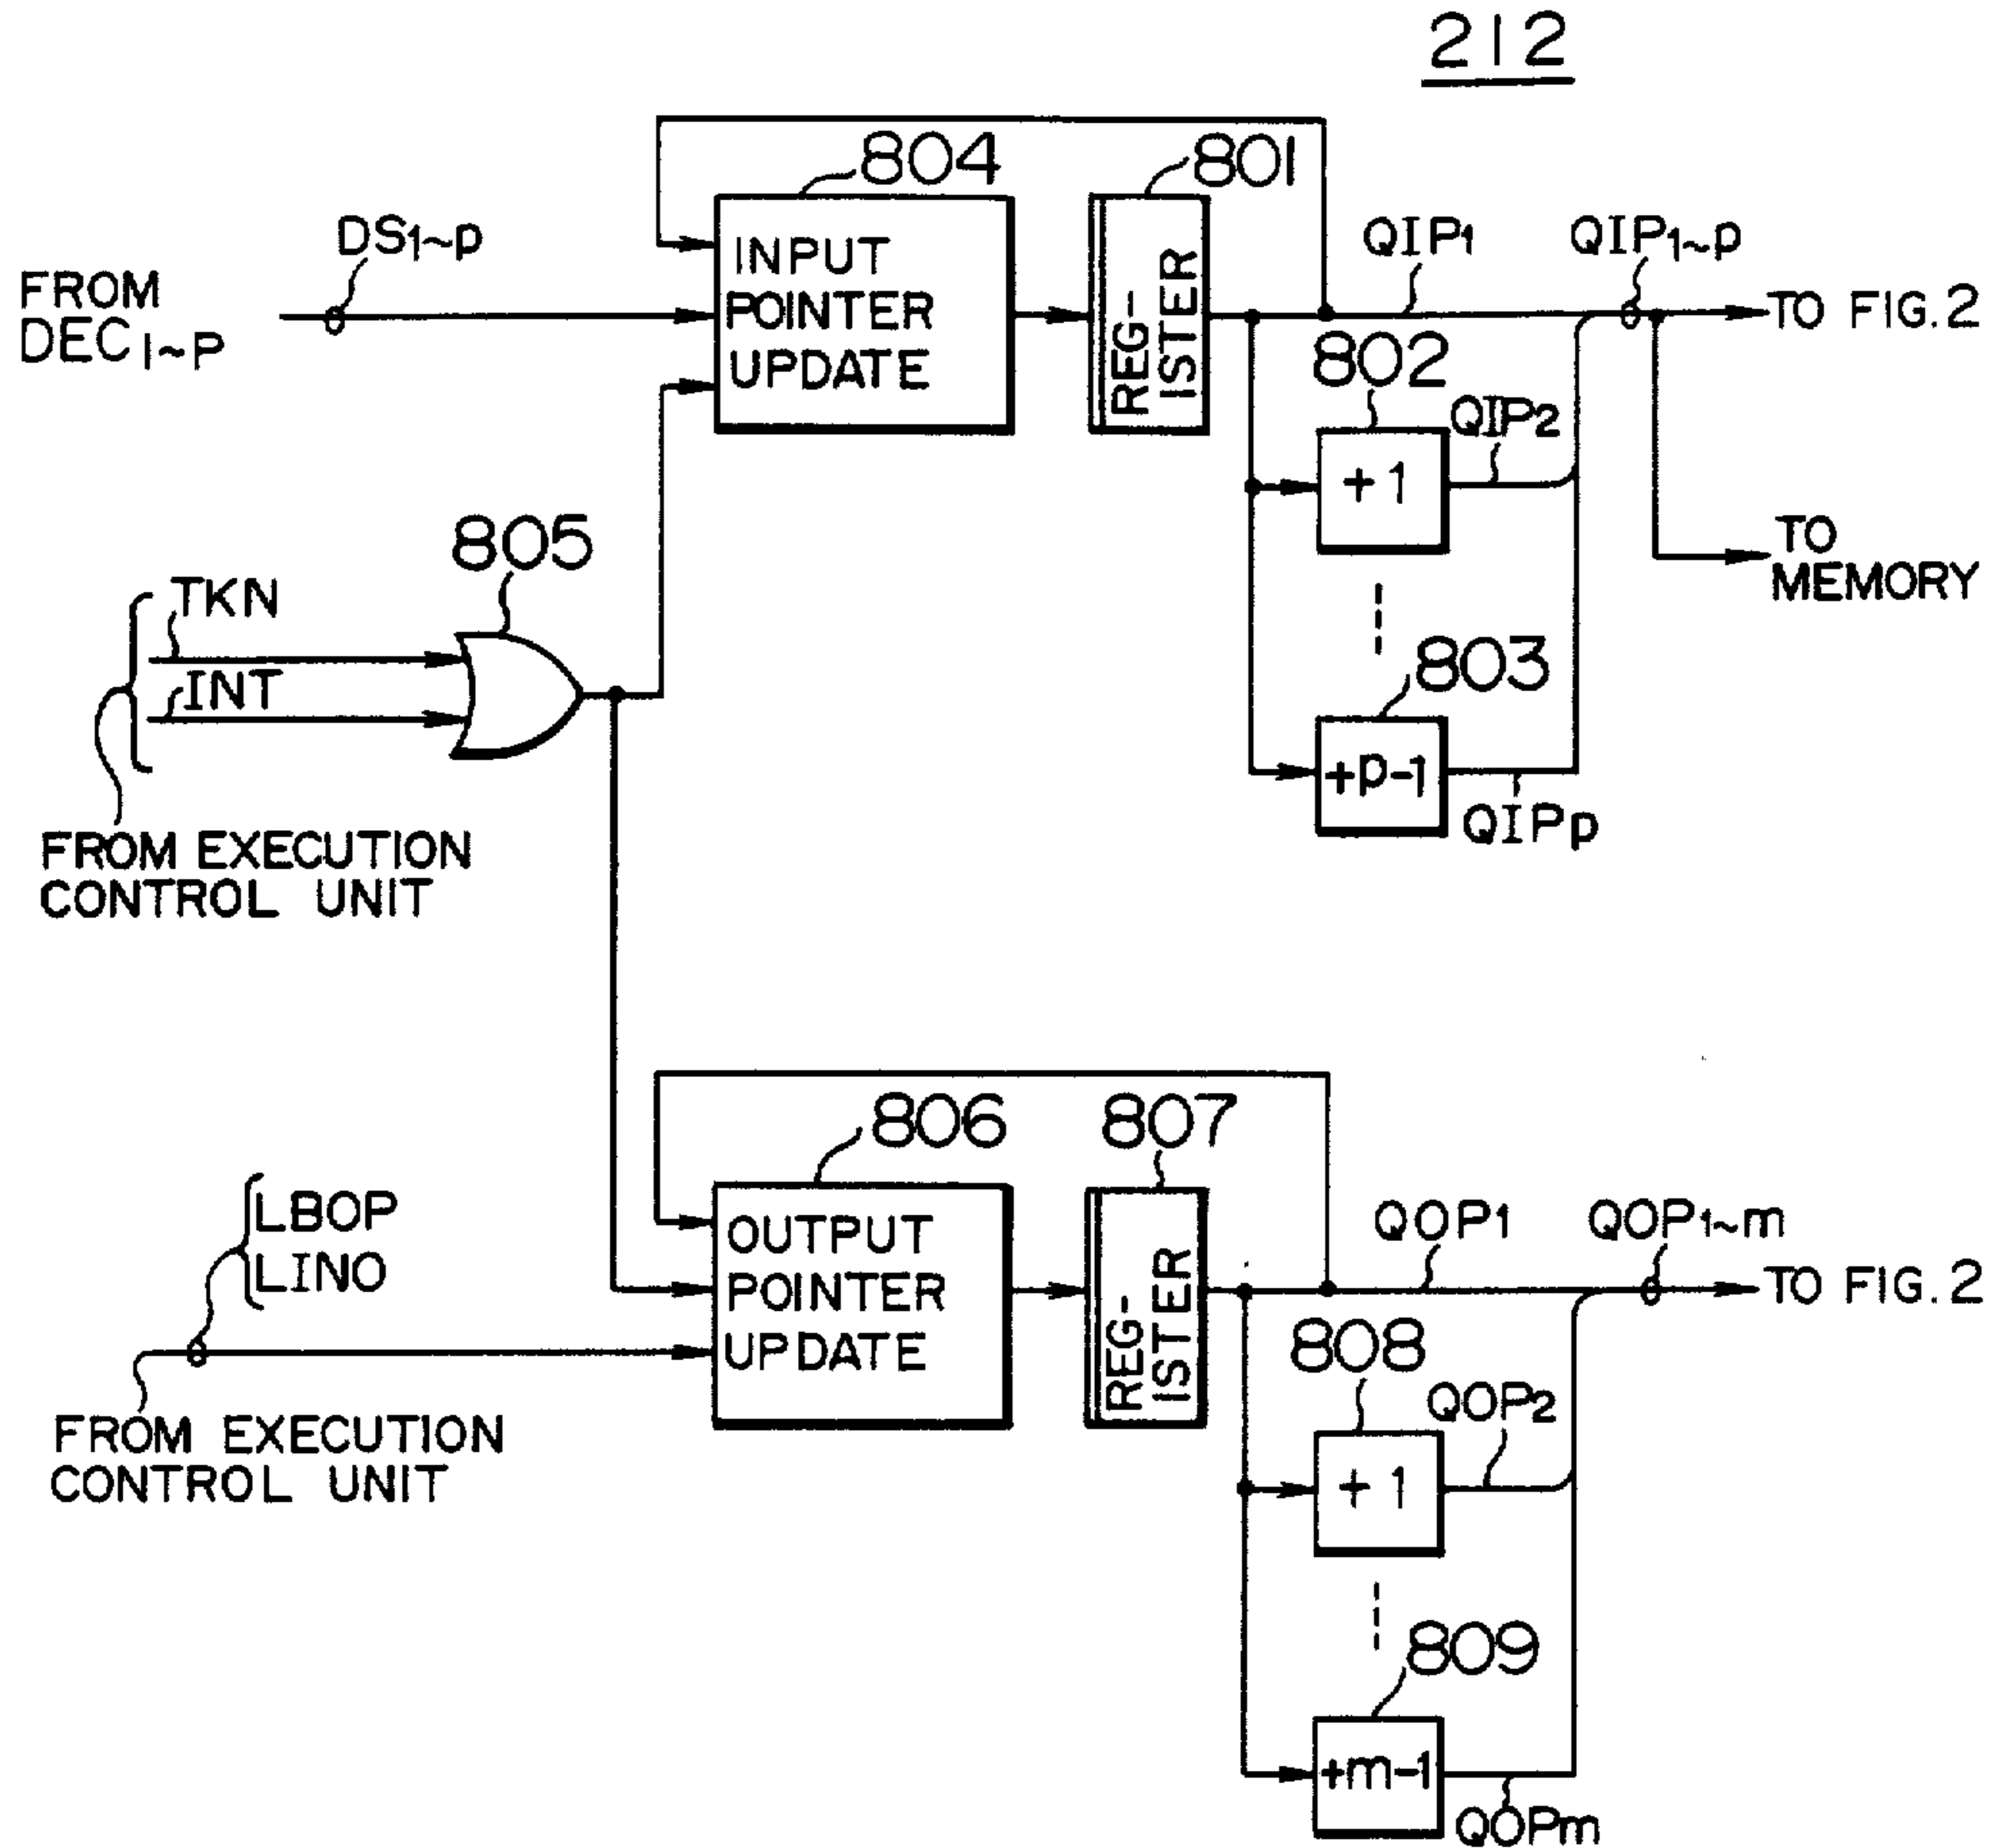 212
804
801
DS1~p
QIP1
QIP1~p
FROM
DEC1~P
INPUT
POINTER
UPDATE
REG-
ISTER
TO FIG. 2
802
QIP2
+1
805
TO
MEMORY
TKN
INT
803
+p-1
QIPp
FROM EXECUTION
CONTROL UNIT
806
807
LBOP
LINO
QOP1
QOP1~m
OUTPUT
POINTER
UPDATE
REG-
ISTER
TO FIG. 2
808
QOP2
+1
FROM EXECUTION
CONTROL UNIT
809
+m-1
QOPm